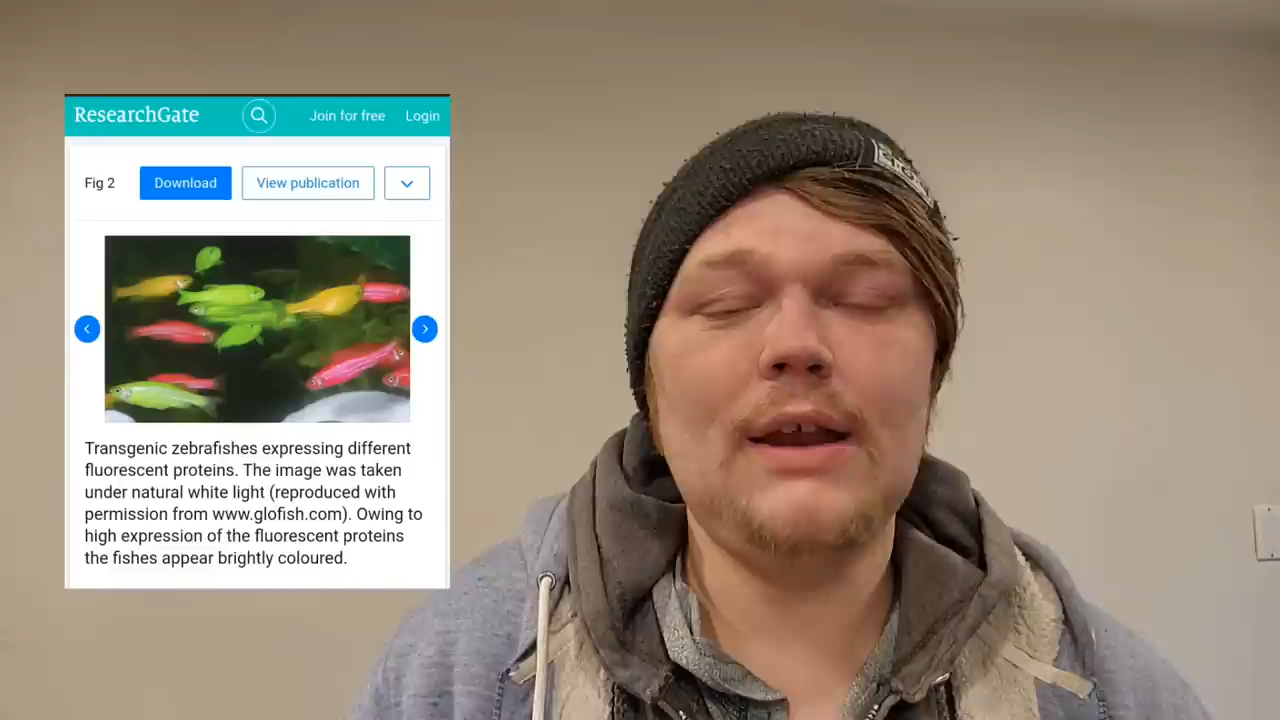 ResearchGate
Join for free
Login
Fig 2
Download
View publication
Transgenic zebrafishes expressing different
fluorescent proteins. The image was taken
under natural white light (reproduced with
permission from www.glofish.com). Owing to
high expression of the fluorescent proteins
the fishes appear brightly coloured.